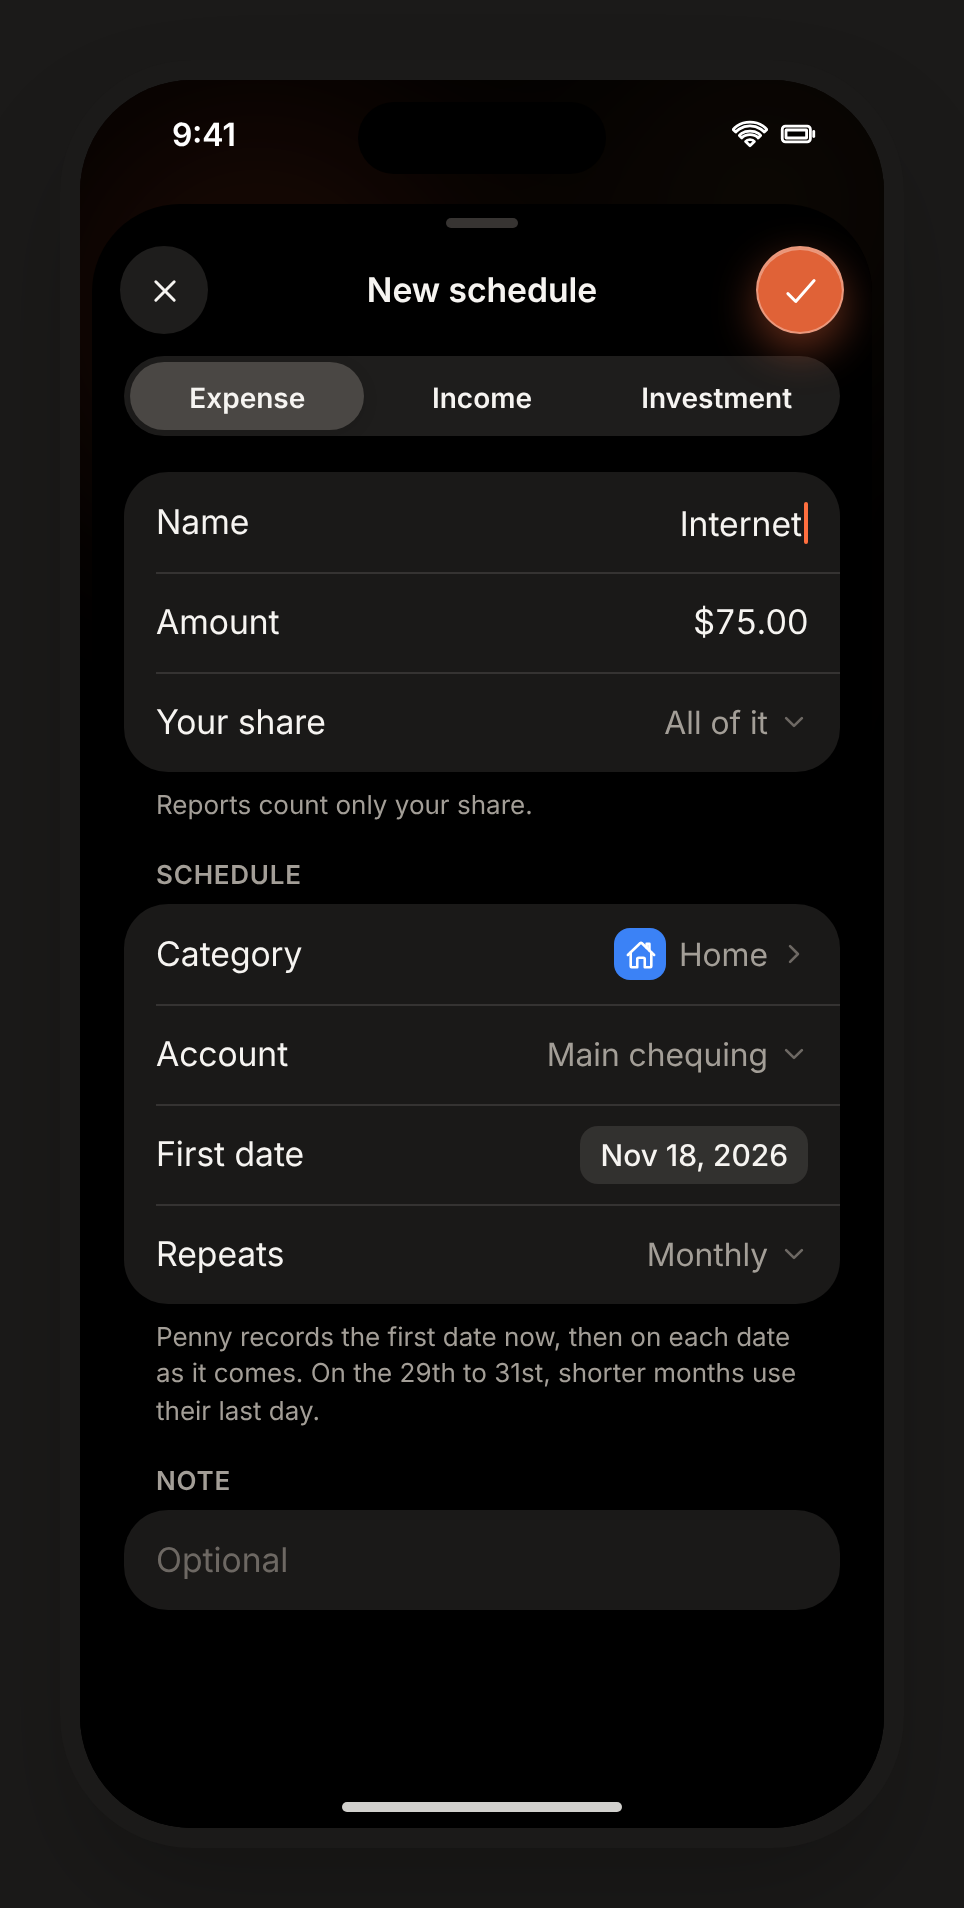 9:41
New schedule
Expense Income Investment
Name Internet
Amount $75.00
Your share All of it
Reports count only your share.
SCHEDULE
Category Home
Account Main chequing
First date Nov 18, 2026
Repeats Monthly
Penny records the first date now, then on each date
as it comes. On the 29th to 31st, shorter months use
their last day.
NOTE
Optional